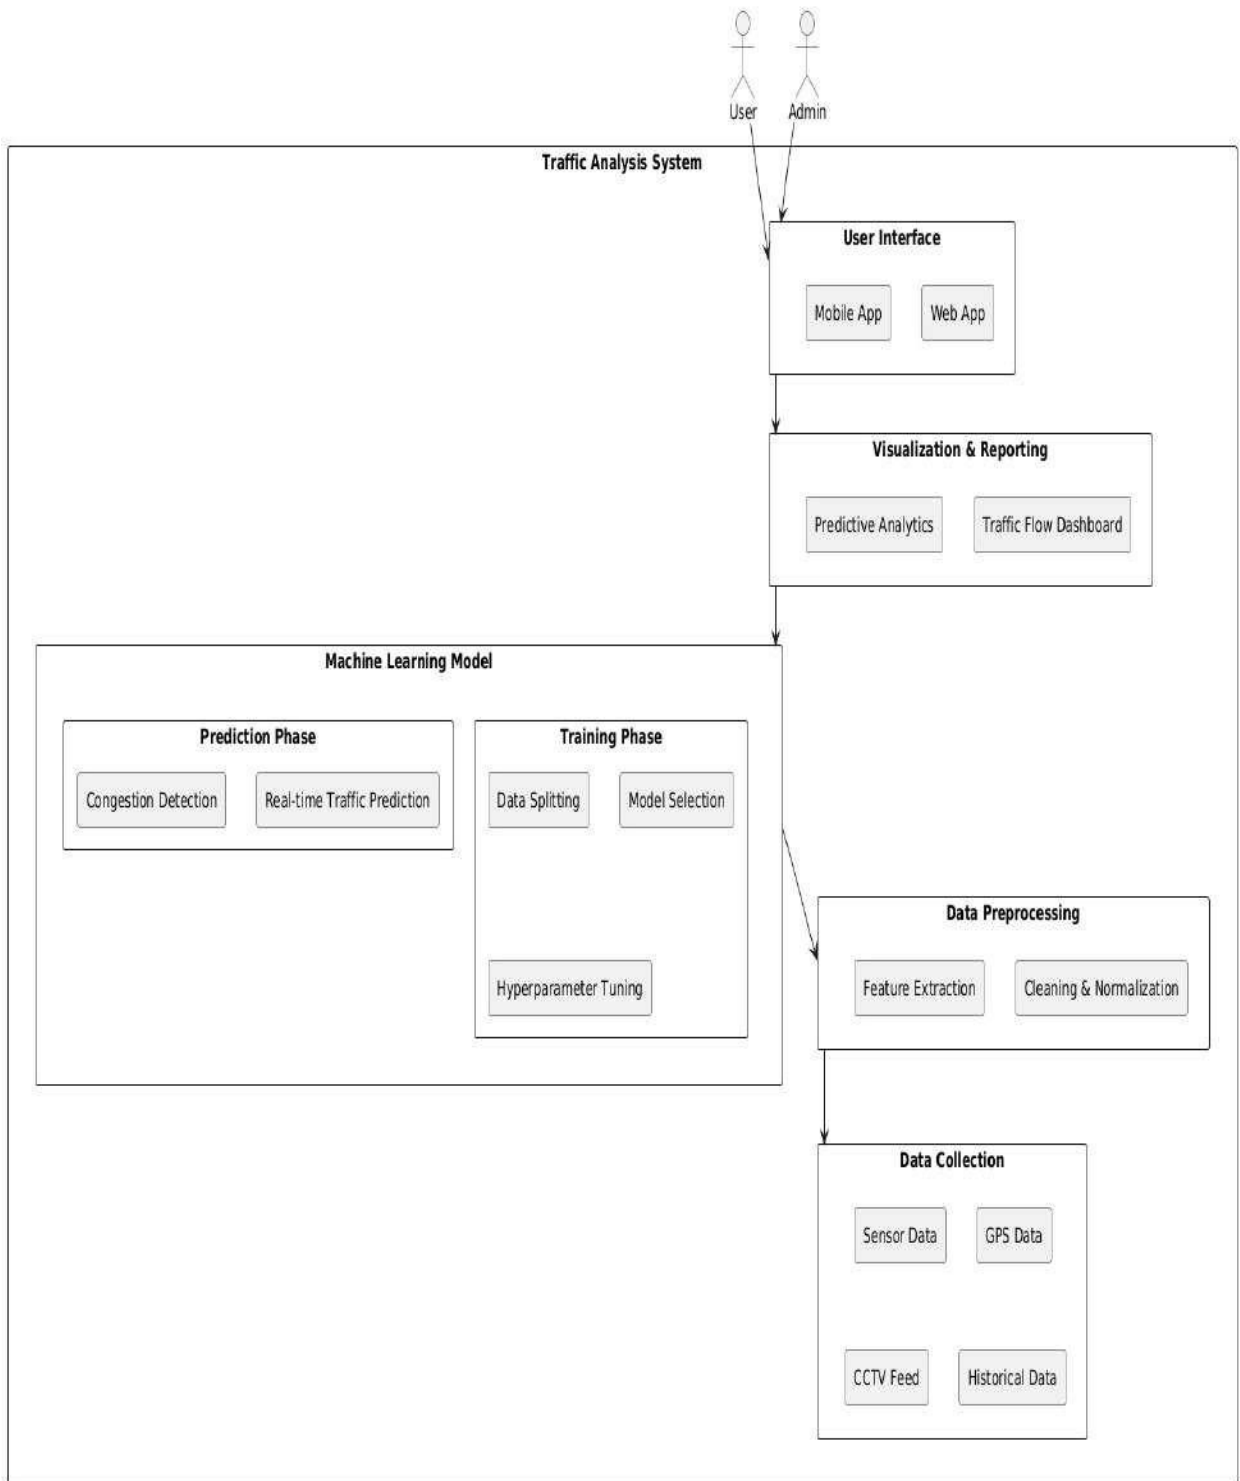 User
Admin
Traffic Analysis System
User Interface
Mobile App
Web App
Visualization & Reporting
Predictive Analytics
Traffic Flow Dashboard
Machine Learning Model
Prediction Phase
Congestion Detection
Real-time Traffic Prediction
Training Phase
Data Splitting
Model Selection
Hyperparameter Tuning
Data Preprocessing
Feature Extraction
Cleaning & Normalization
Data Collection
Sensor Data
GPS Data
CCTV Feed
Historical Data